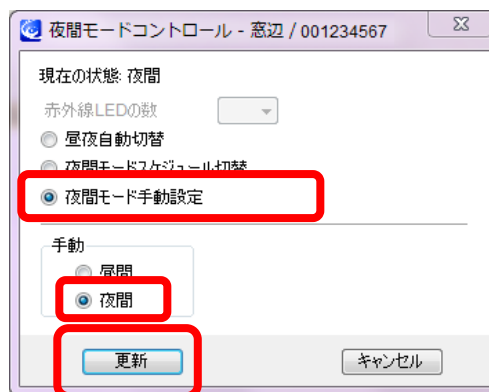 夜間モードコントロール - 窓辺 / 001234567
現在の状態: 夜間
赤外線LEDの数
昼夜自動切替
夜間モードスケジュール切替
夜間モード手動設定
手動
昼間
夜間
更新
キャンセル